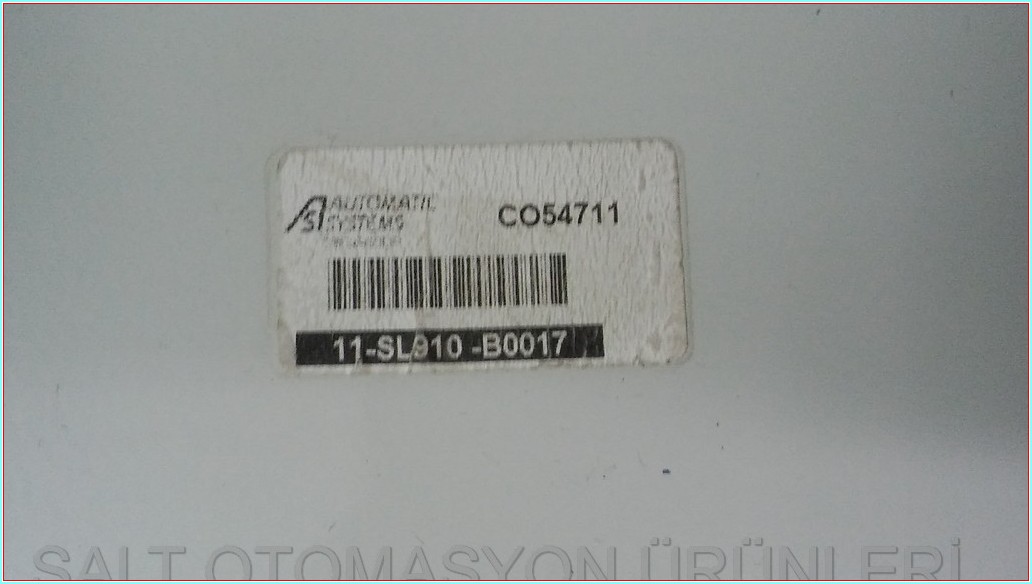 AUTOMATIC
SYSTEMS
CO54711
11-SL910 -B0017
SALT OTOMASYON ÜRÜNLERİ